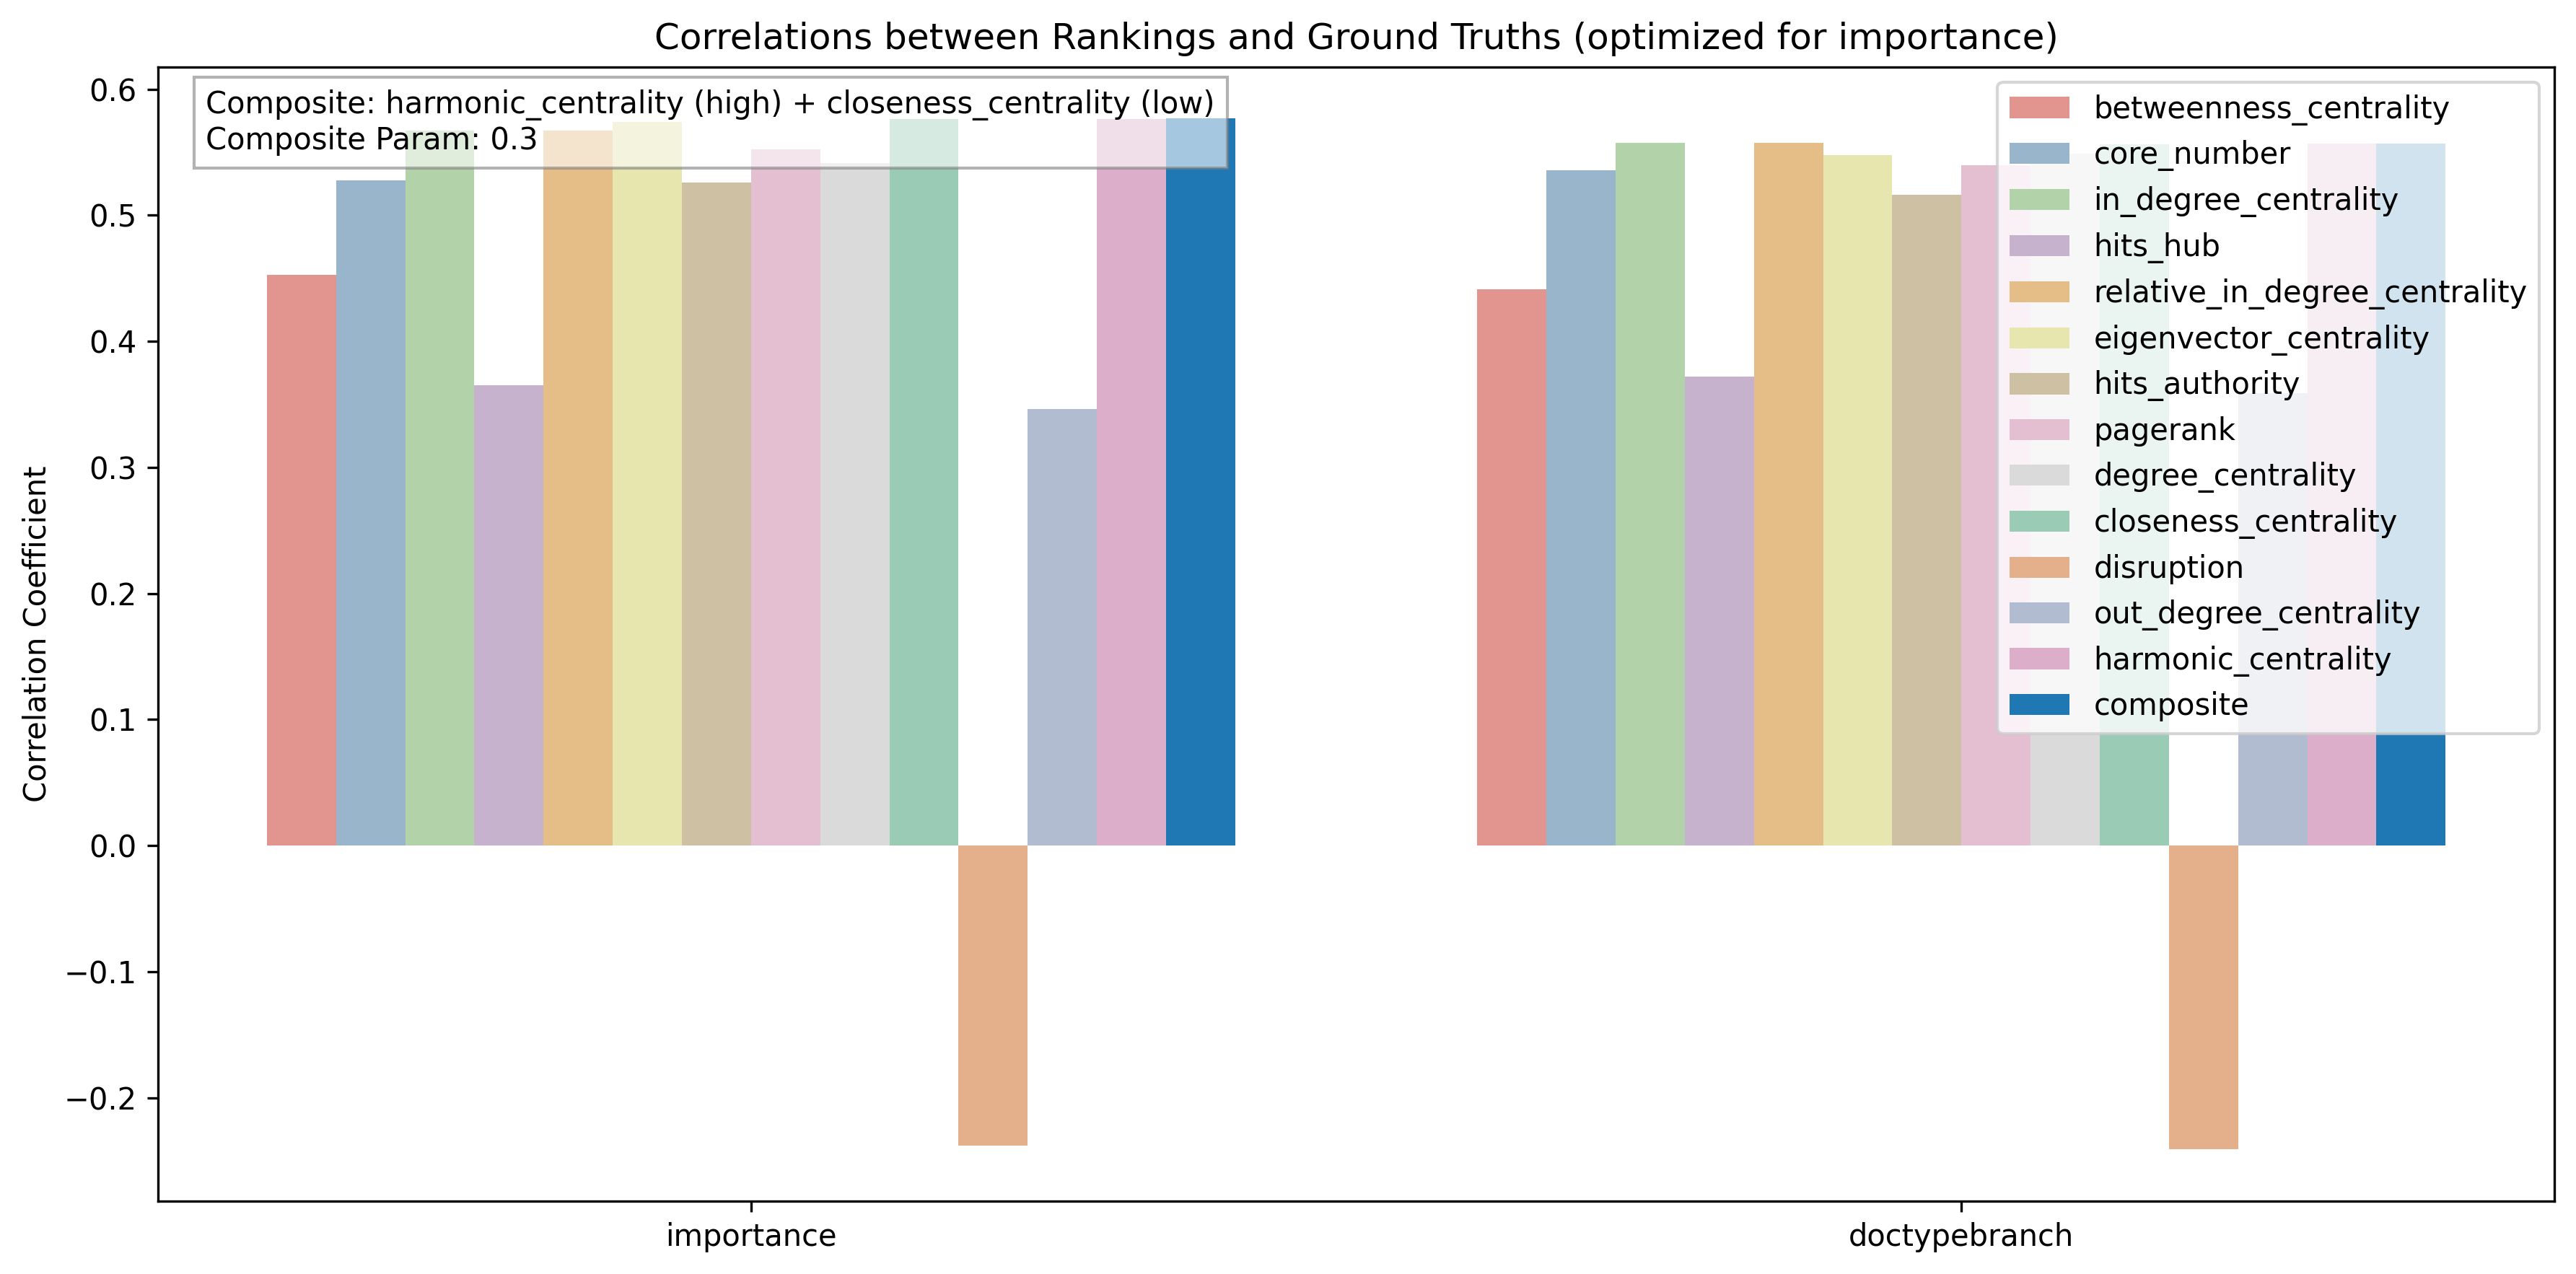 Correlations between Rankings and Ground Truths (optimized for importance)
Composite: harmonic_centrality (high) + closeness_centrality (low)
Composite Param: 0.3
Correlation Coefficient
0.6
0.5
0.4
0.3
0.2
0.1
0.0
−0.1
−0.2
importance
doctypebranch
betweenness_centrality
core_number
in_degree_centrality
hits_hub
relative_in_degree_centrality
eigenvector_centrality
hits_authority
pagerank
degree_centrality
closeness_centrality
disruption
out_degree_centrality
harmonic_centrality
composite